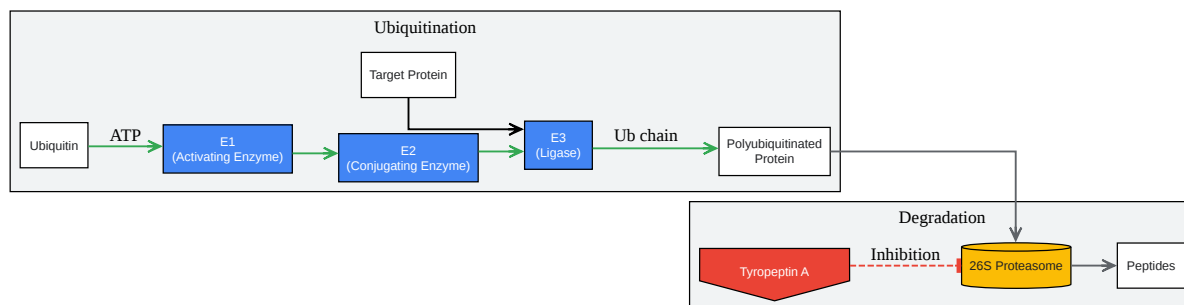 Ubiquitination
Target Protein
Ubiquitin
ATP
E1
(Activating Enzyme)
E2
(Conjugating Enzyme)
E3
(Ligase)
Ub chain
Polyubiquitinated
Protein
Degradation
Tyropeptin A
Inhibition
26S Proteasome
Peptides